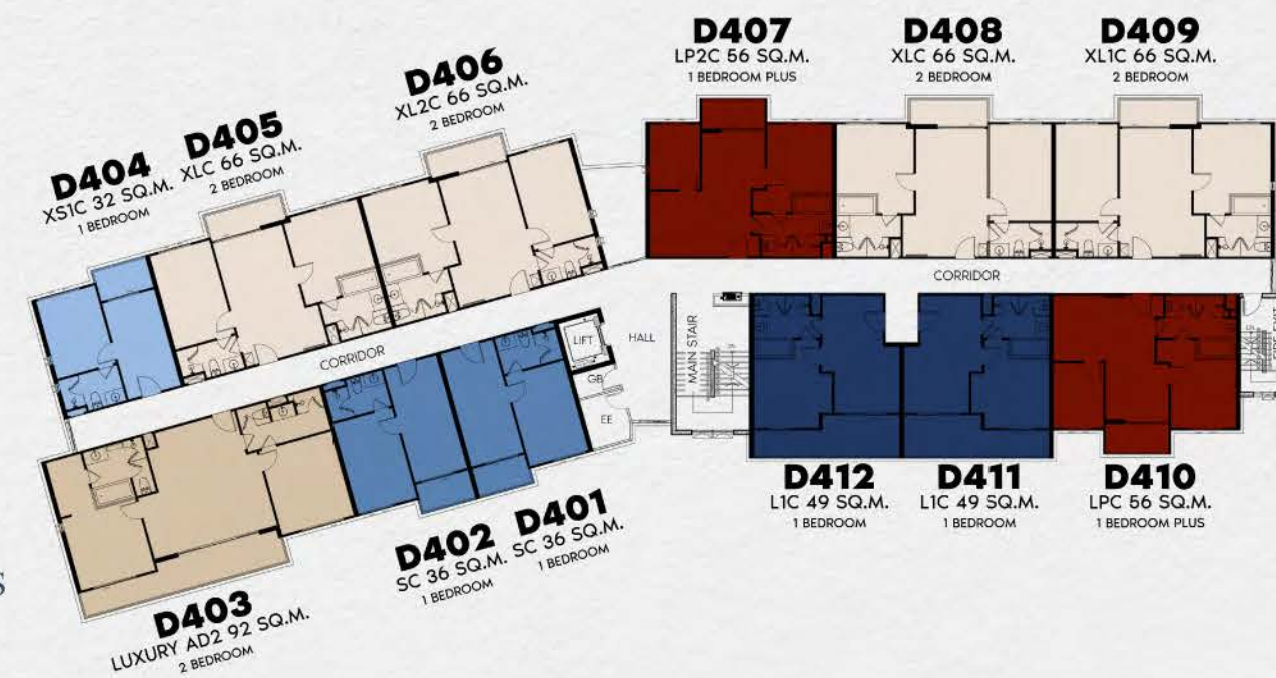 D407
LP2C 56 SQ.M.
1 BEDROOM PLUS
D408
XLC 66 SQ.M.
2 BEDROOM
D409
XL1C 66 SQ.M.
2 BEDROOM
D406
XL2C 66 SQ.M.
2 BEDROOM
D405
XLC 66 SQ.M.
2 BEDROOM
D404
XS1C 32 SQ.M.
1 BEDROOM
CORRIDOR
CORRIDOR
LIFT
HALL
MAIN STAIR
GB
EE
D412
L1C 49 SQ.M.
1 BEDROOM
D411
L1C 49 SQ.M.
1 BEDROOM
D410
LPC 56 SQ.M.
1 BEDROOM PLUS
D401
SC 36 SQ.M.
1 BEDROOM
D402
SC 36 SQ.M.
1 BEDROOM
D403
LUXURY AD2 92 SQ.M.
2 BEDROOM